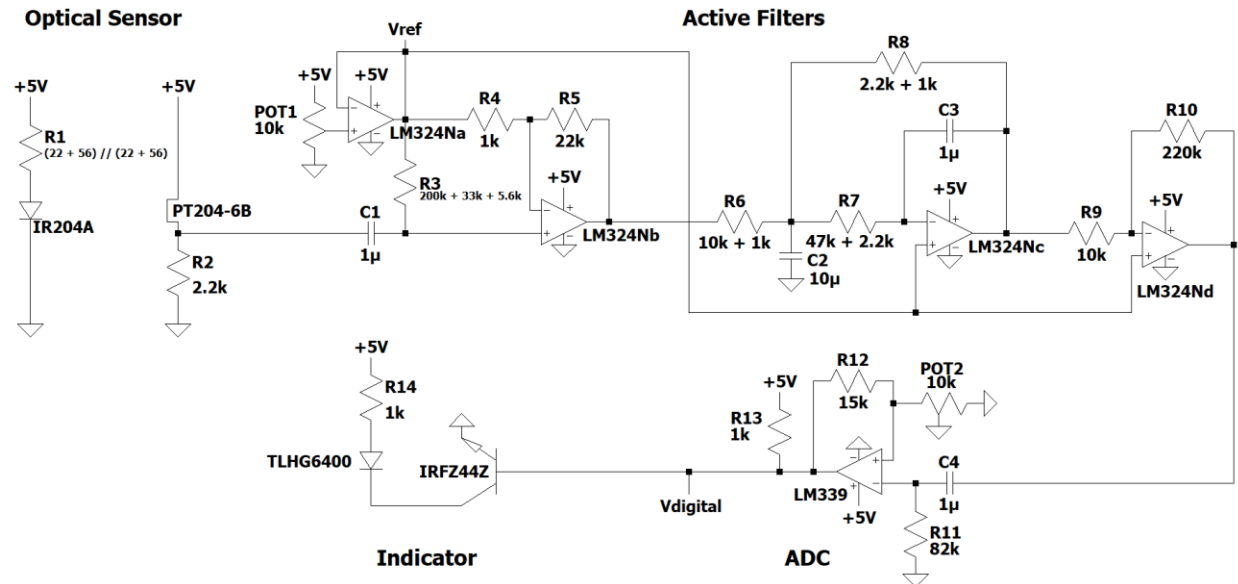 Optical Sensor
Active Filters
Vref
+5V
R1
(22 + 56) // (22 + 56)
IR204A
+5V
PT204-6B
R2
2.2k
+5V
POT1
10k
+5V
LM324Na
R3
200k + 33k + 5.6k
C1
1µ
R4
1k
R5
22k
+5V
LM324Nb
R6
10k + 1k
R7
47k + 2.2k
C2
10µ
R8
2.2k + 1k
C3
1µ
+5V
LM324Nc
R9
10k
R10
220k
+5V
LM324Nd
+5V
R14
1k
TLHG6400
IRFZ44Z
Vdigital
+5V
R13
1k
R12
15k
POT2
10k
LM339
+5V
C4
1µ
R11
82k
Indicator
ADC